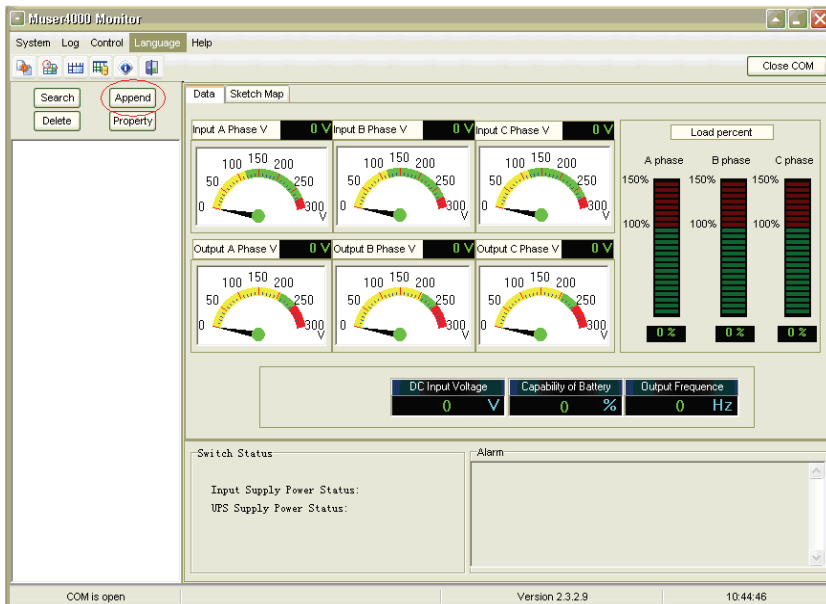 Muser4000 Monitor
System Log Control Language Help
Close COM
Search Append
Delete Property
Data Sketch Map
Input A Phase V 0 V Input B Phase V 0 V Input C Phase V 0 V
0 50 100 150 200 250 300 V
0 50 100 150 200 250 300 V
0 50 100 150 200 250 300 V
Output A Phase V 0 V Output B Phase V 0 V Output C Phase V 0 V
0 50 100 150 200 250 300 V
0 50 100 150 200 250 300 V
0 50 100 150 200 250 300 V
Load percent
A phase B phase C phase
150% 150% 150%
100% 100% 100%
0 % 0 % 0 %
DC Input Voltage Capability of Battery Output Frequence
0 V 0 % 0 Hz
Switch Status
Input Supply Power Status:
UPS Supply Power Status:
Alarm
COM is open Version 2.3.2.9 10:44:46